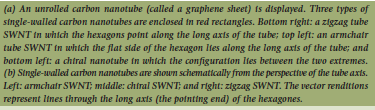 (a) An unrolled carbon nanotube (called a graphene sheet) is displayed. Three types of
single-walled carbon nanotubes are enclosed in red rectangles. Bottom right: a zigzag tube
SWNT in which the hexagons point along the long axis of the tube; top left: an armchair
tube SWNT in which the flat side of the hexagon lies along the long axis of the tube; and
bottom left: a chiral nanotube in which the configuration lies between the two extremes.
(b) Single-walled carbon nanotubes are shown schematically from the perspective of the tube axis.
Left: armchair SWNT; middle: chiral SWNT; and right: zigzag SWNT. The vector renditions
represent lines through the long axis (the pointing end) of the hexagones.